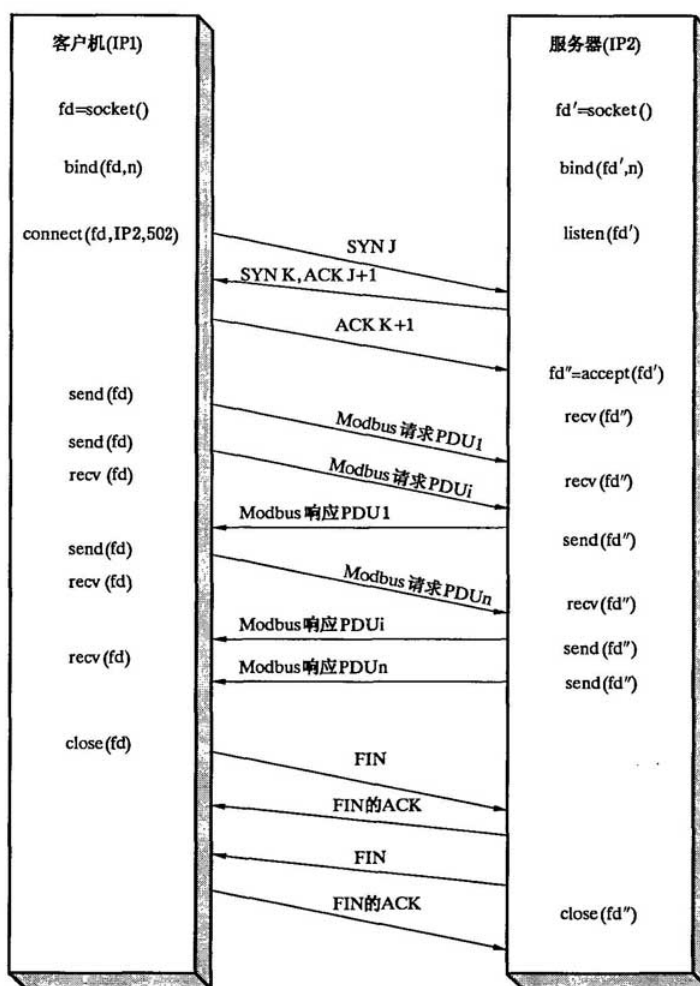 客户机(IP1)
服务器(IP2)
fd=socket()
fd′=socket()
bind(fd,n)
bind(fd′,n)
connect(fd,IP2,502)
listen(fd′)
SYN J
SYN K,ACK J+1
ACK K+1
fd″=accept(fd′)
send(fd)
recv(fd″)
Modbus请求PDU1
send(fd)
Modbus请求PDUi
recv(fd)
recv(fd″)
Modbus响应PDU1
send(fd″)
send(fd)
Modbus请求PDUn
recv(fd)
recv(fd″)
Modbus响应PDUi
send(fd″)
recv(fd)
Modbus响应PDUn
send(fd″)
close(fd)
FIN
FIN的ACK
FIN
FIN的ACK
close(fd″)